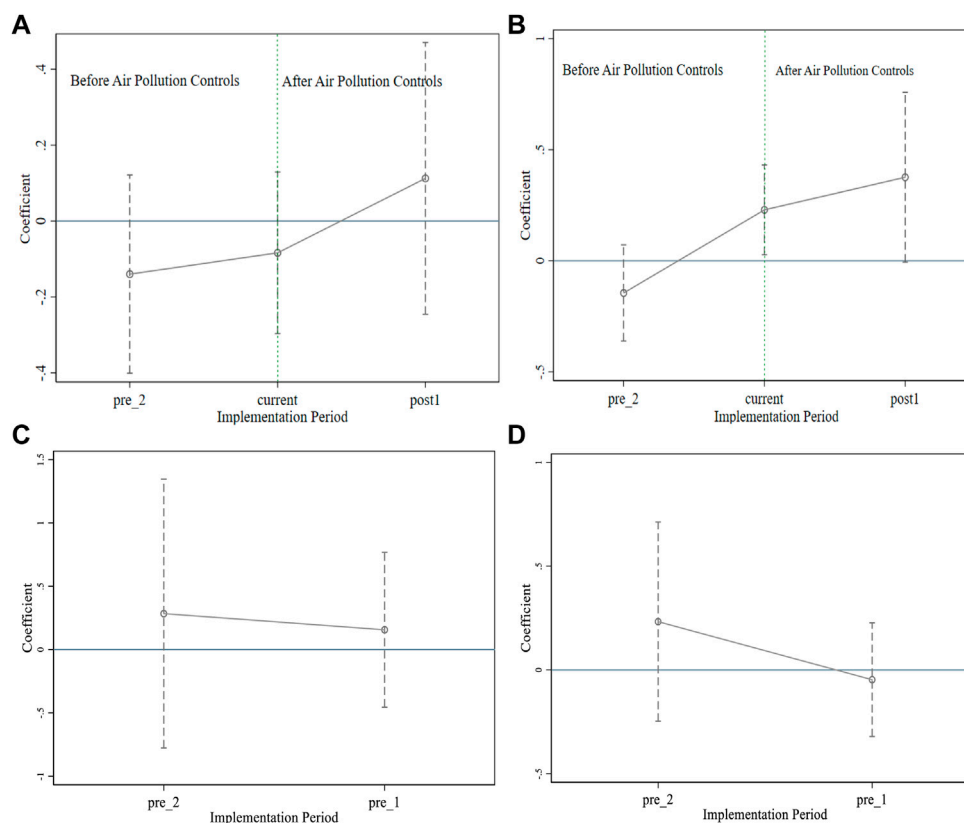 A
Coefficient
.4
.2
0
-.2
-.4
Before Air Pollution Controls
After Air Pollution Controls
pre_2
current
post1
Implementation Period
B
Coefficient
1
.5
0
-.5
Before Air Pollution Controls
After Air Pollution Controls
pre_2
current
post1
Implementation Period
C
Coefficient
1.5
1
.5
0
-.5
-1
pre_2
pre_1
Implementation Period
D
Coefficient
1
.5
0
-.5
pre_2
pre_1
Implementation Period